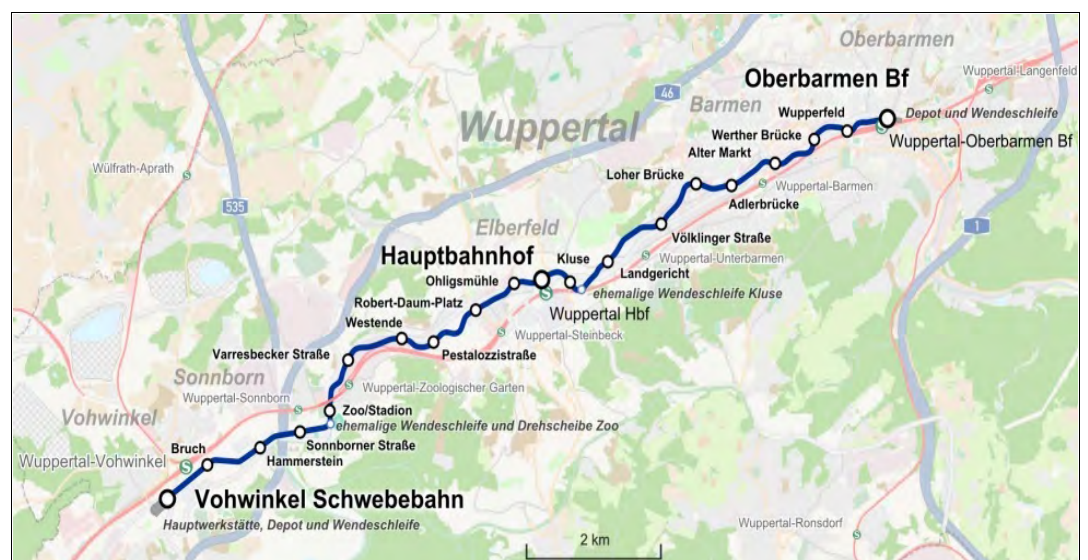 Oberbarmen
Oberbarmen Bf
Wuppertal-Langenfeld
46
Barmen
Wupperfeld
Depot und Wendeschleife
Wuppertal
Werther Brücke
Wuppertal-Oberbarmen Bf
Alter Markt
Wülfrath-Aprath
Loher Brücke
Wuppertal-Barmen
Adlerbrücke
535
Elberfeld
1
Völklinger Straße
Hauptbahnhof
Kluse
Wuppertal-Unterbarmen
Landgericht
Ohligsmühle
ehemalige Wendeschleife Kluse
Robert-Daum-Platz
Wuppertal Hbf
Westende
Wuppertal-Steinbeck
Varresbecker Straße
Pestalozzistraße
Sonnborn
Wuppertal-Zoologischer Garten
Wuppertal-Sonnborn
Vohwinkel
Zoo/Stadion
ehemalige Wendeschleife und Drehscheibe Zoo
Sonnborner Straße
Bruch
Hammerstein
Wuppertal-Vohwinkel
Vohwinkel Schwebebahn
Hauptwerkstätte, Depot und Wendeschleife
Wuppertal-Ronsdorf
2 km